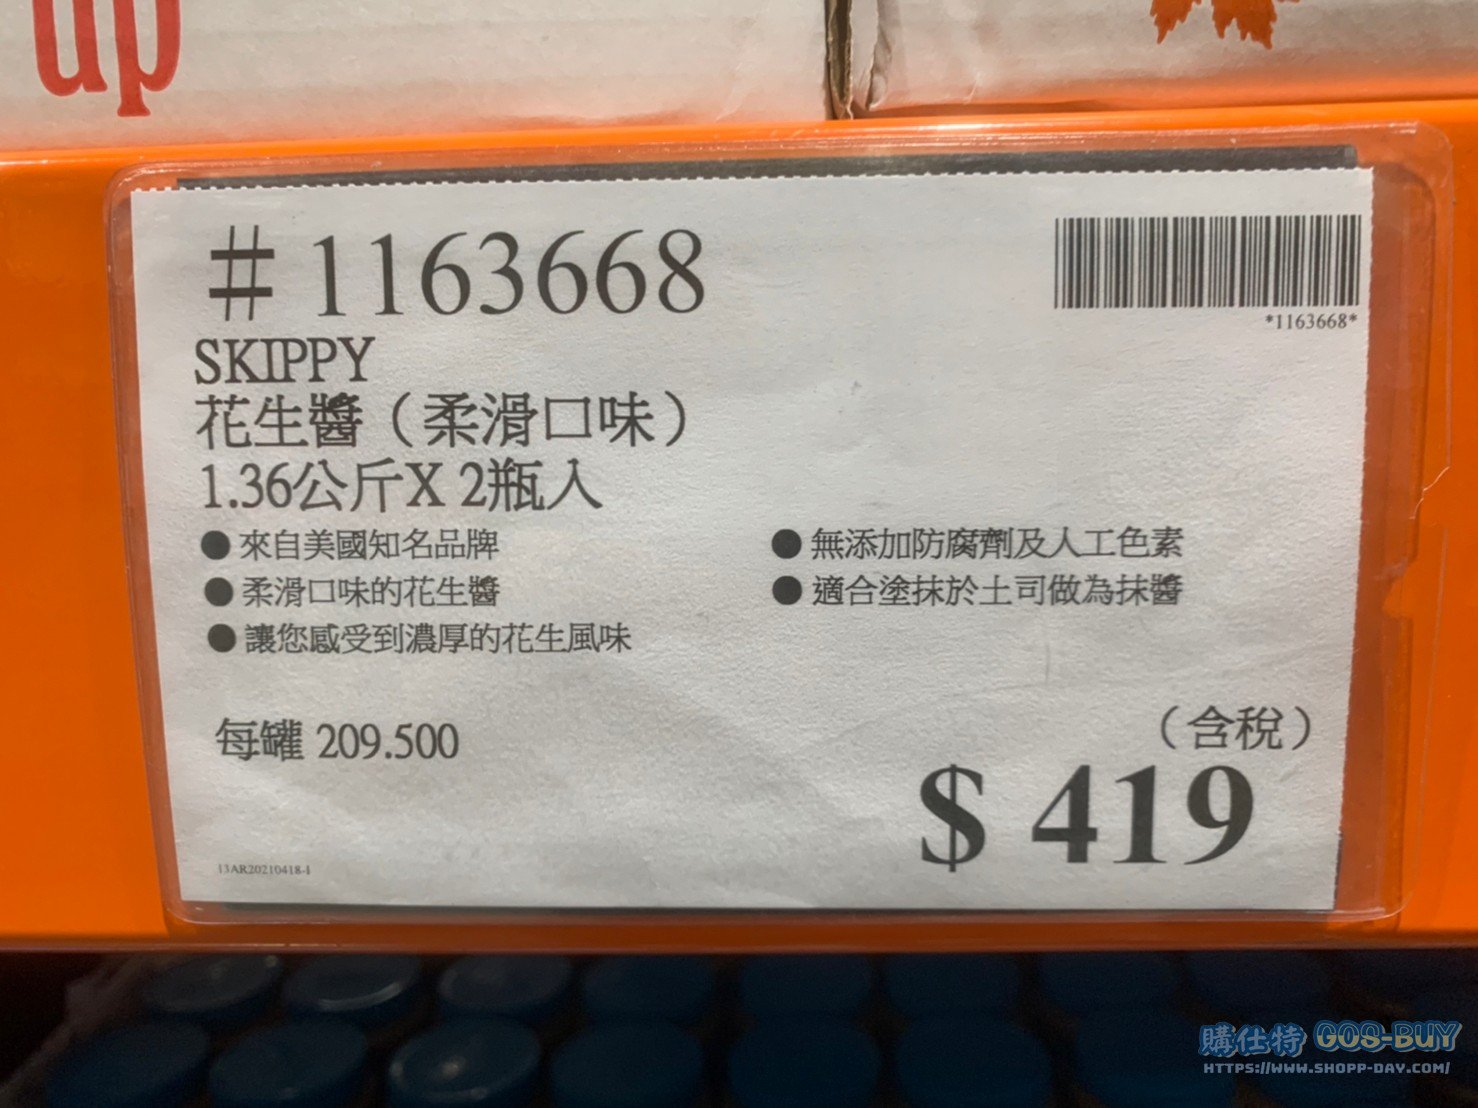 up
#1163668
*1163668*
SKIPPY
花生醬（柔滑口味）
1.36公斤X 2瓶入
●來自美國知名品牌
●柔滑口味的花生醬
●讓您感受到濃厚的花生風味
●無添加防腐劑及人工色素
●適合塗抹於土司做為抹醬
每罐 209.500
（含稅）
$ 419
13AR20210418-1
購仕特 GOS-BUY
HTTPS://WWW.SHOPP-DAY.COM/